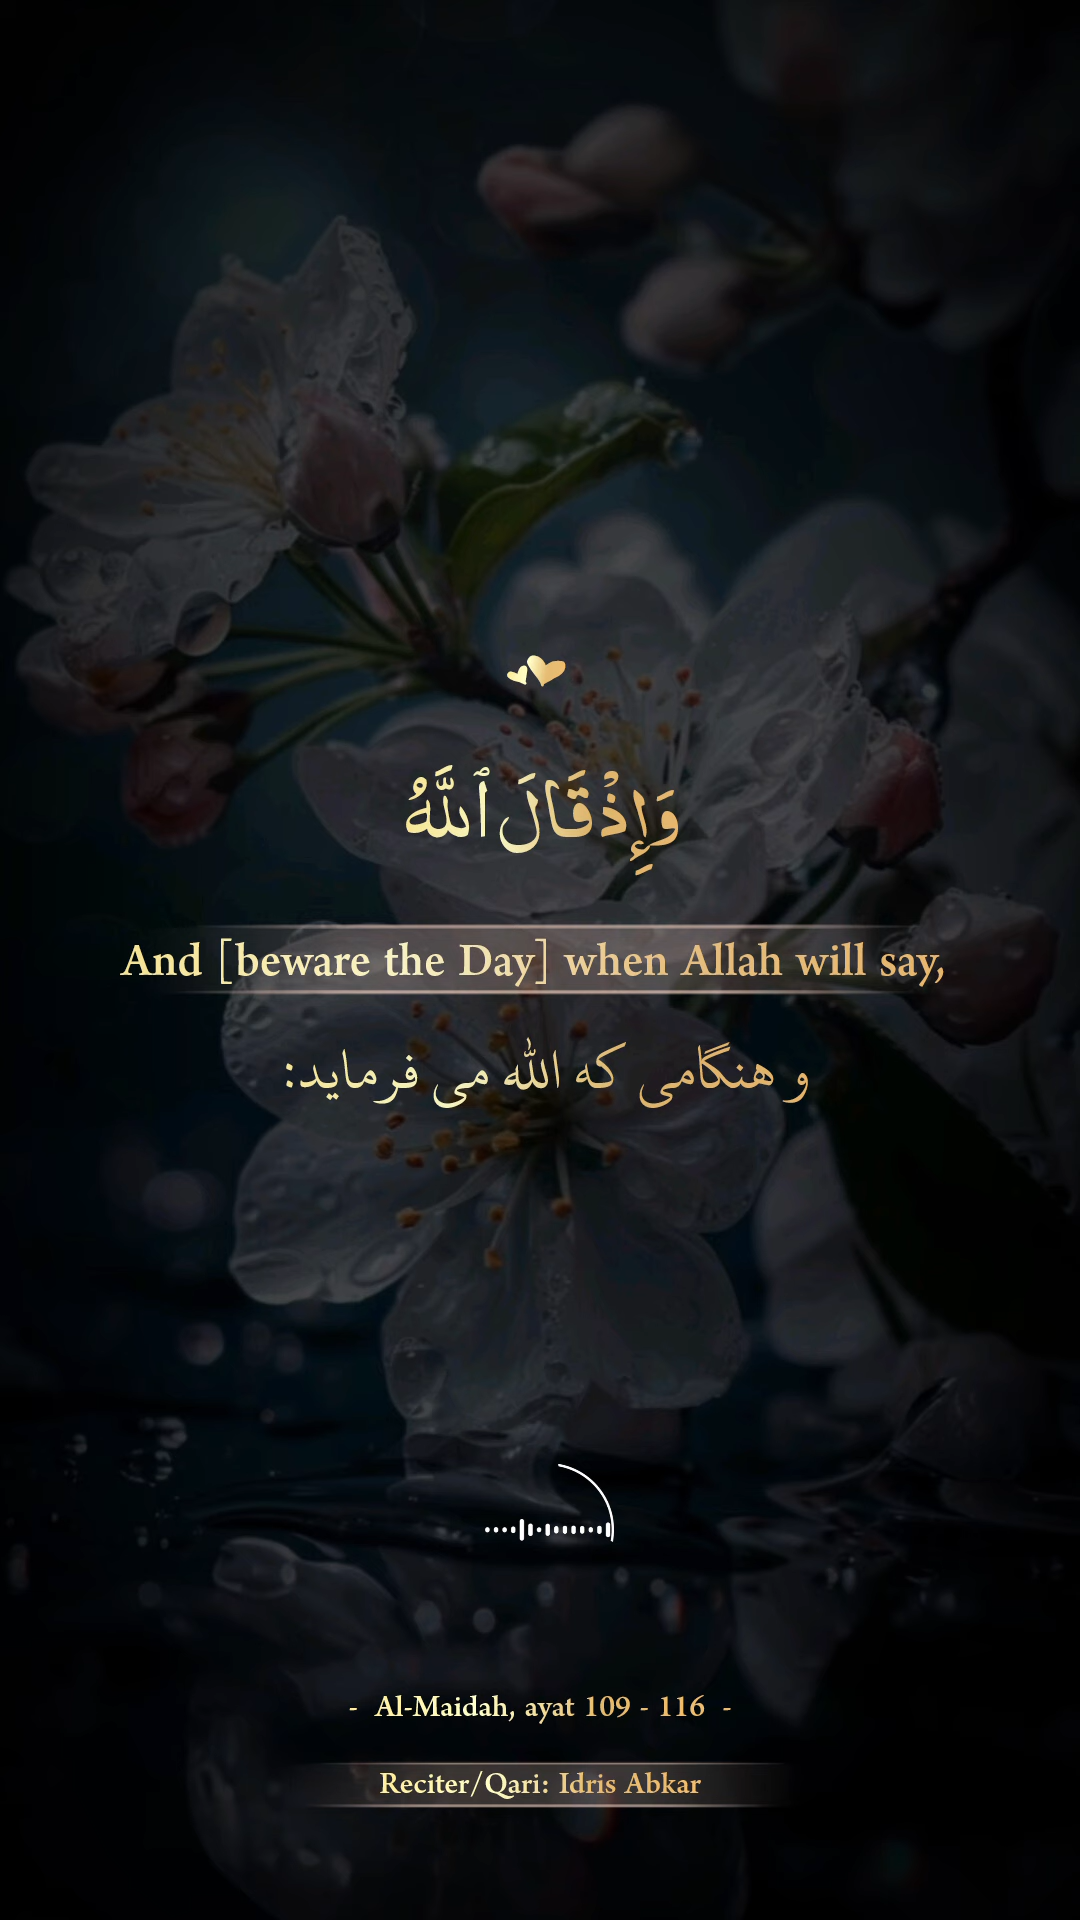 وَإِذْ قَالَ ٱللَّهُ
And [beware the Day] when Allah will say,
و هنگامی که الله می فرماید:
- Al-Maidah, ayat 109 - 116 -
Reciter/Qari: Idris Abkar